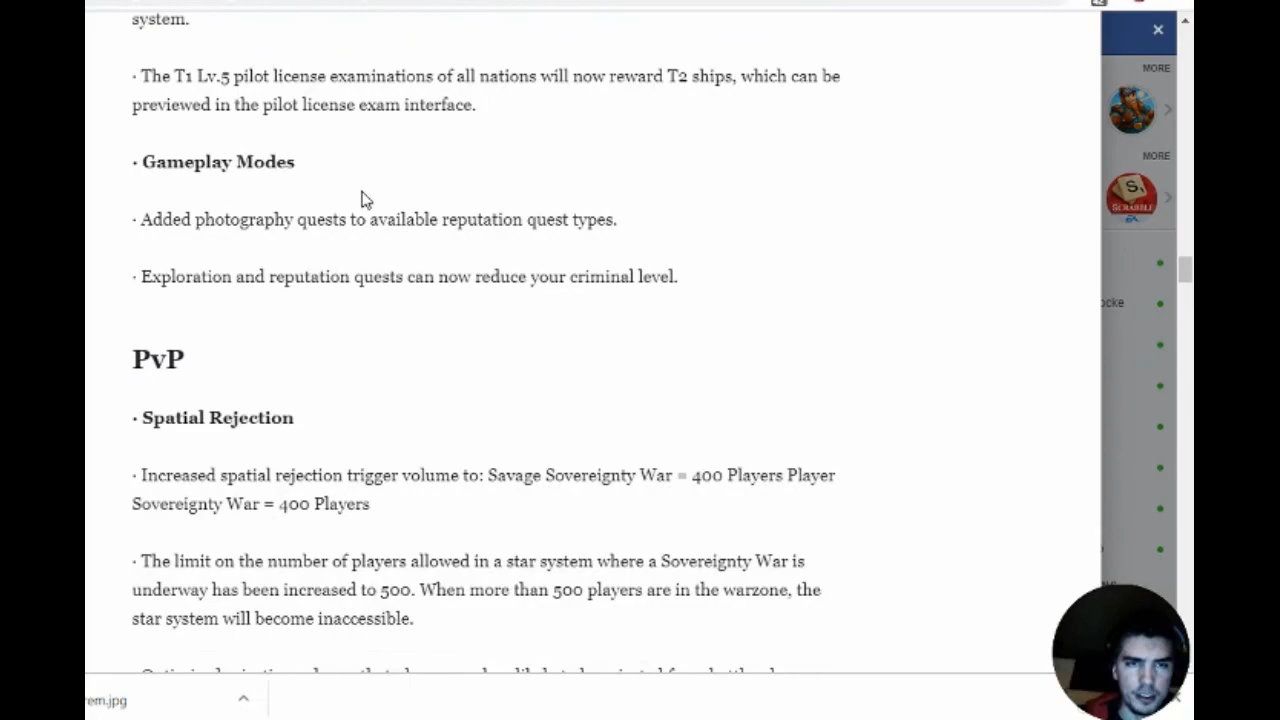 system.
· The T1 Lv.5 pilot license examinations of all nations will now reward T2 ships, which can be
previewed in the pilot license exam interface.
· Gameplay Modes
· Added photography quests to available reputation quest types.
· Exploration and reputation quests can now reduce your criminal level.
PvP
· Spatial Rejection
· Increased spatial rejection trigger volume to: Savage Sovereignty War = 400 Players Player
Sovereignty War = 400 Players
· The limit on the number of players allowed in a star system where a Sovereignty War is
underway has been increased to 500. When more than 500 players are in the warzone, the
star system will become inaccessible.
rem.jpg
MORE
MORE
S
SCRABBLE
EA
ocke